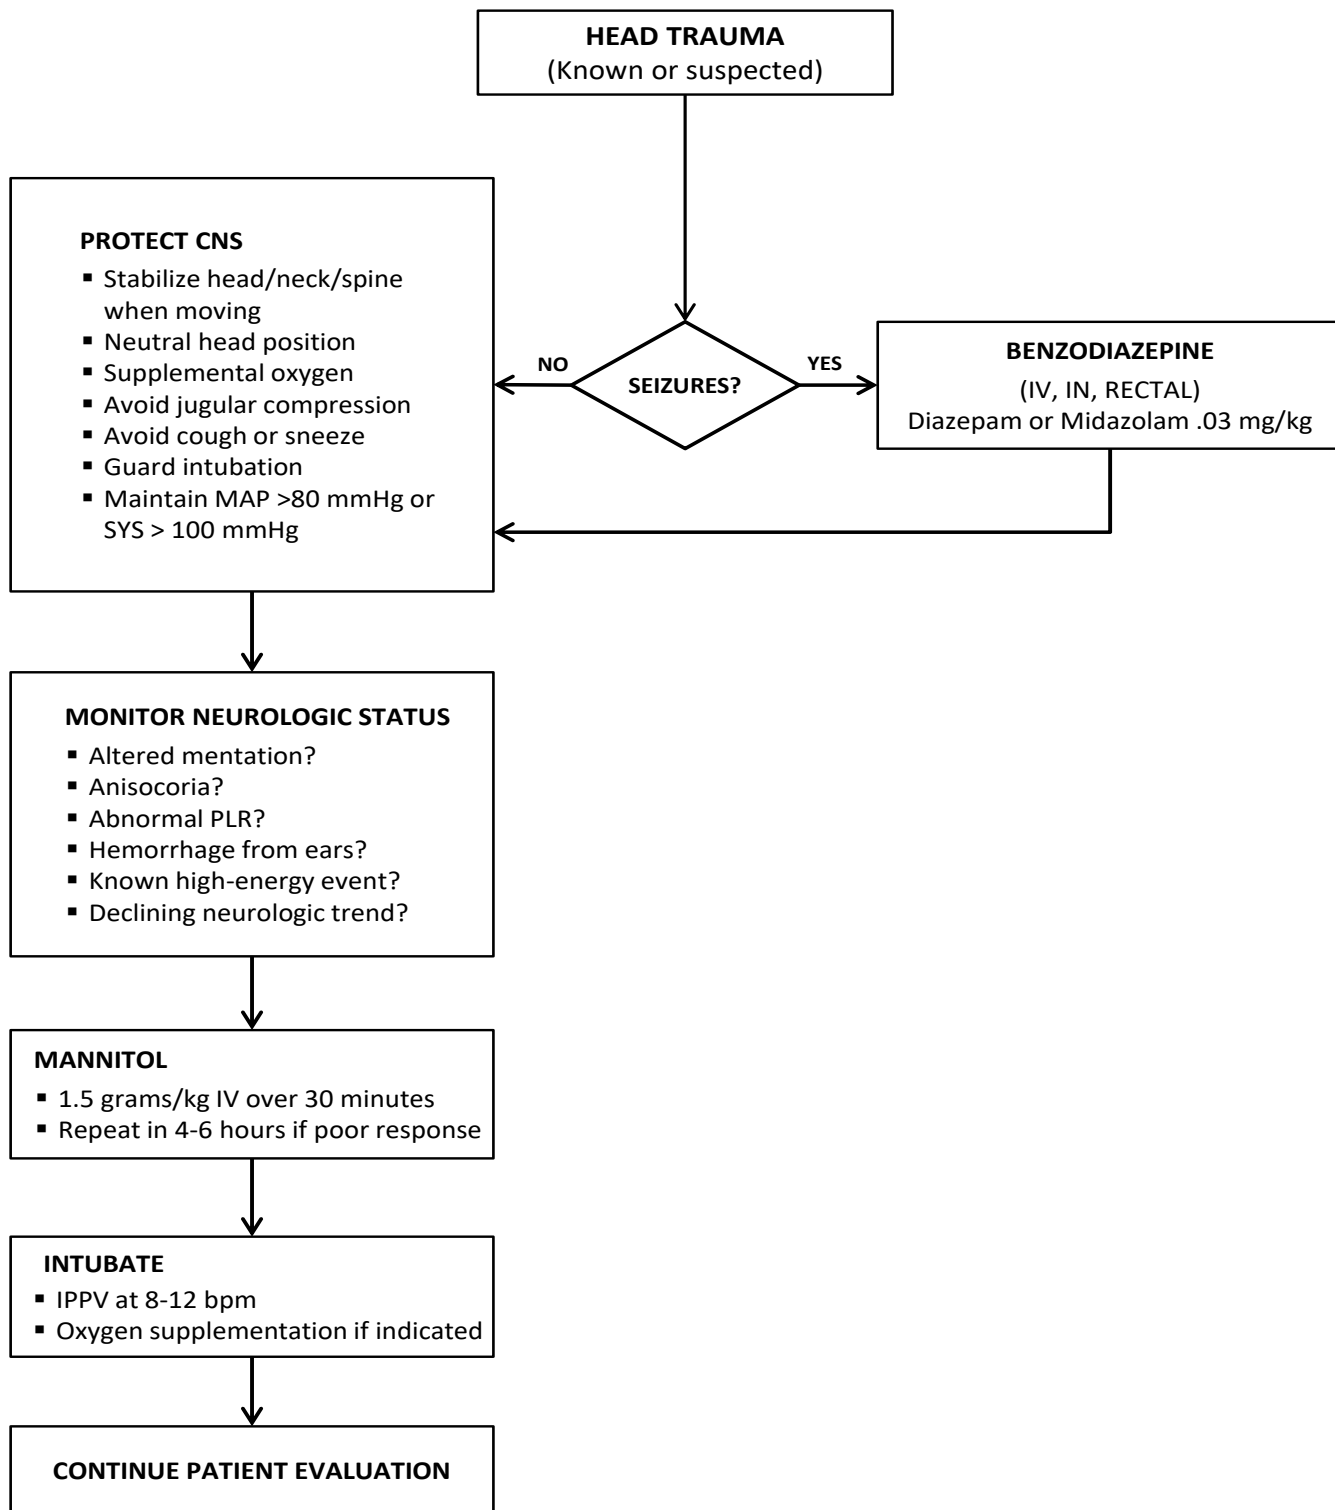 HEAD TRAUMA
(Known or suspected)
PROTECT CNS
▪ Stabilize head/neck/spine
when moving
▪ Neutral head position
▪ Supplemental oxygen
▪ Avoid jugular compression
▪ Avoid cough or sneeze
▪ Guard intubation
▪ Maintain MAP >80 mmHg or
SYS > 100 mmHg
NO
SEIZURES?
YES
BENZODIAZEPINE
(IV, IN, RECTAL)
Diazepam or Midazolam .03 mg/kg
MONITOR NEUROLOGIC STATUS
▪ Altered mentation?
▪ Anisocoria?
▪ Abnormal PLR?
▪ Hemorrhage from ears?
▪ Known high-energy event?
▪ Declining neurologic trend?
MANNITOL
▪ 1.5 grams/kg IV over 30 minutes
▪ Repeat in 4-6 hours if poor response
INTUBATE
▪ IPPV at 8-12 bpm
▪ Oxygen supplementation if indicated
CONTINUE PATIENT EVALUATION